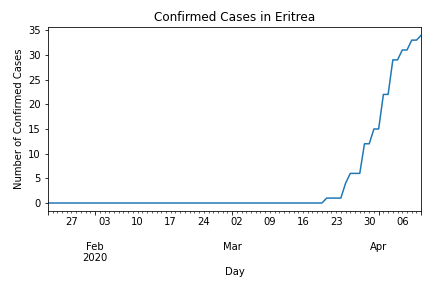 Confirmed Cases in Eritrea
35
30
25
20
15
10
5
0
Number of Confirmed Cases
27 03 10 17 24 02 09 16 23 30 06
Feb Mar Apr
2020
Day